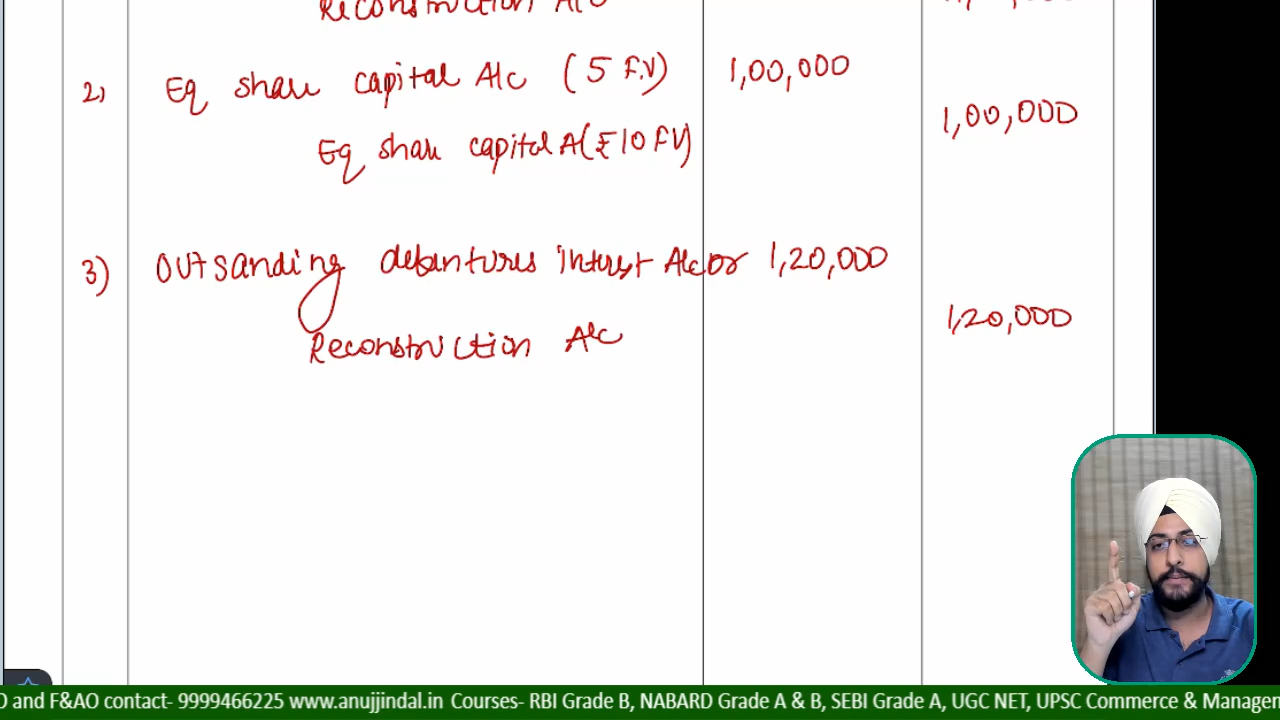 Reconstruction A/c
2) Eq share capital A/c (5 F.V) 1,00,000
Eq share capital A( ₹10 F.V) 1,00,000
3) Outsanding debentures interest A/c Dr 1,20,000
Reconstruction A/c 1,20,000
O and F&AO contact- 9999466225 www.anujjindal.in Courses- RBI Grade B, NABARD Grade A & B, SEBI Grade A, UGC NET, UPSC Commerce & Manager